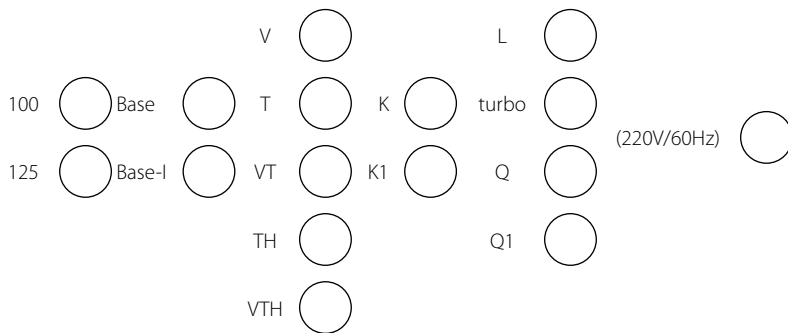 V L
100 Base T K turbo
(220V/60Hz)
125 Base-I VT K1 Q
TH Q1
VTH